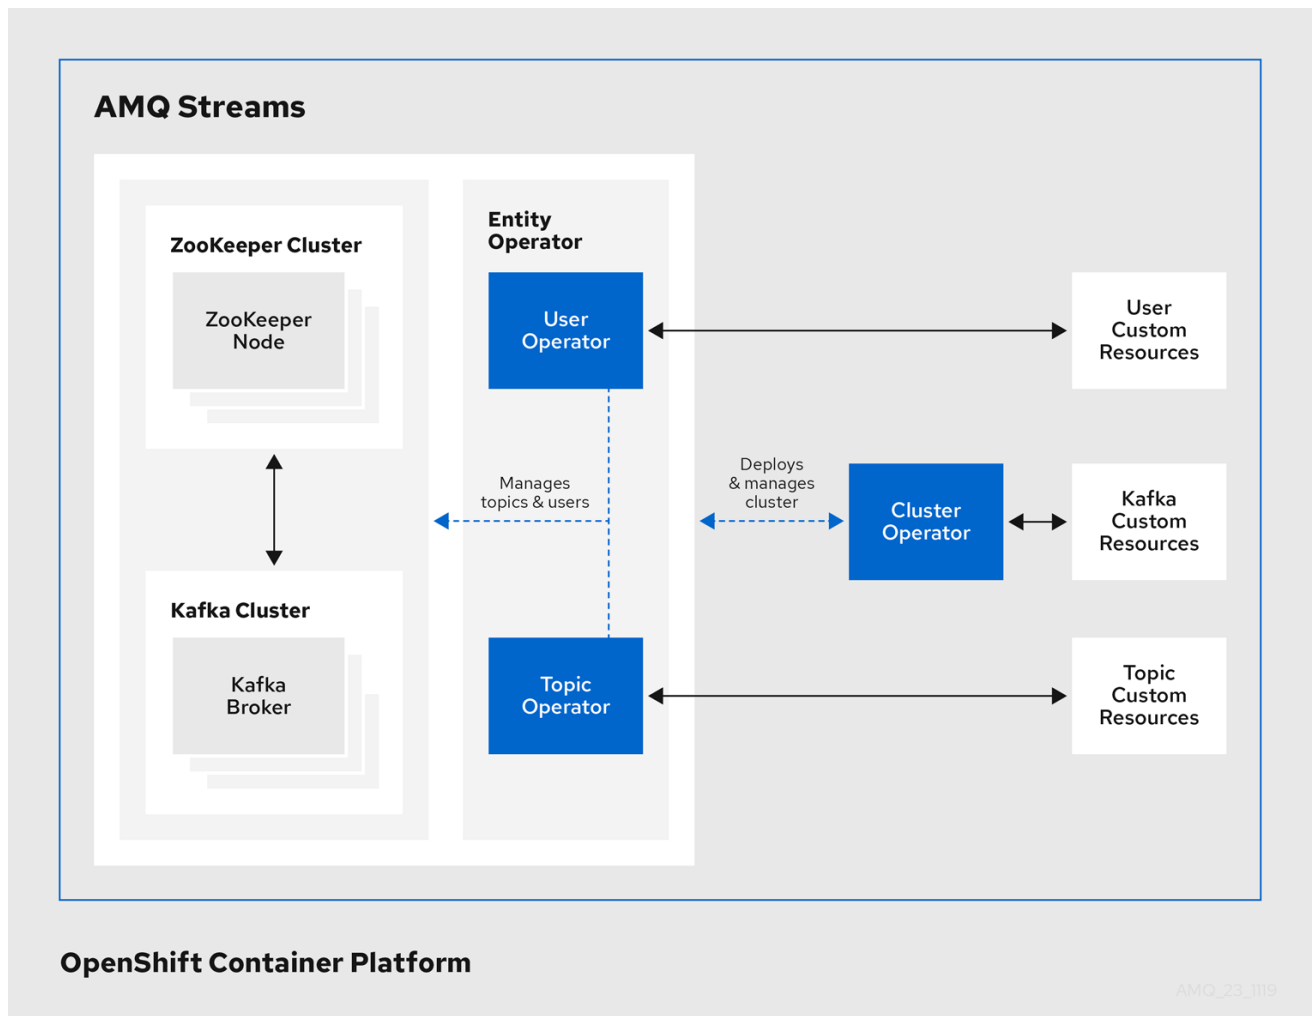 AMQ Streams
ZooKeeper Cluster
ZooKeeper
Node
Kafka Cluster
Kafka
Broker
Entity
Operator
User
Operator
Manages
topics & users
Topic
Operator
Deploys
& manages
cluster
Cluster
Operator
User
Custom
Resources
Kafka
Custom
Resources
Topic
Custom
Resources
OpenShift Container Platform
AMQ_23_1119